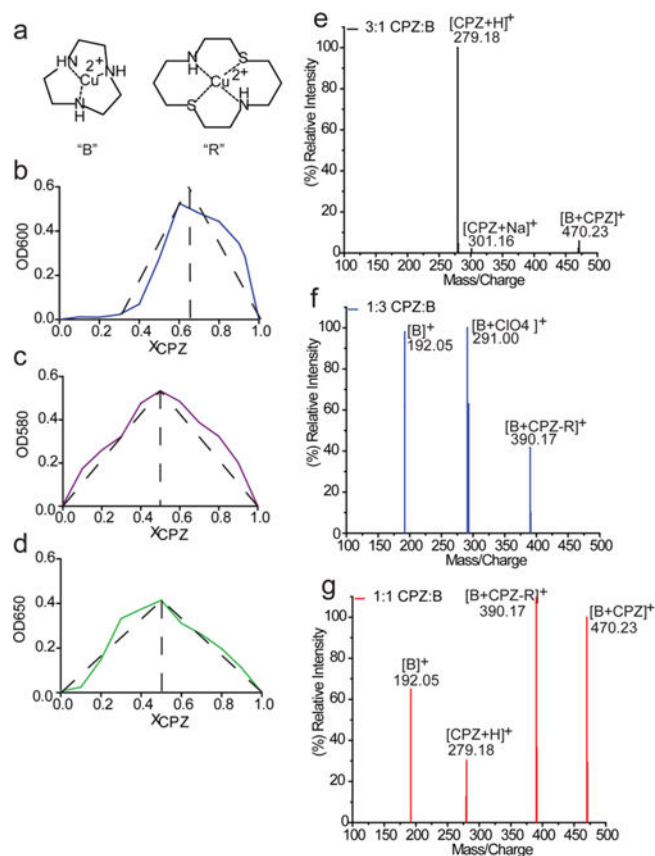 a
HN
2+
Cu
NH
N
H
"B"
N
H
S
2+
Cu
S
H
N
"R"
b
OD600
0.6
0.4
0.2
0.0
0.0 0.2 0.4 0.6 0.8 1.0
XCPZ
c
OD580
0.6
0.4
0.2
0.0
0.0 0.2 0.4 0.6 0.8 1.0
XCPZ
d
OD650
0.8
0.4
0.0
0.0 0.2 0.4 0.6 0.8 1.0
XCPZ
e
3:1 CPZ:B
[CPZ+H]+
279.18
(%) Relative Intensity
100
80
60
40
20
0
[CPZ+Na]+
301.16
[B+CPZ]+
470.23
100 150 200 250 300 350 400 450 500
Mass/Charge
f
1:3 CPZ:B
[B]+
192.05
[B+ClO4 ]+
291.00
[B+CPZ-R]+
390.17
(%) Relative Intensity
100
80
60
40
20
0
100 150 200 250 300 350 400 450 500
Mass/Charge
g
1:1 CPZ:B
[B+CPZ-R]+
390.17
[B+CPZ]+
470.23
[B]+
192.05
[CPZ+H]+
279.18
(%) Relative Intensity
100
80
60
40
20
0
100 150 200 250 300 350 400 450 500
Mass/Charge